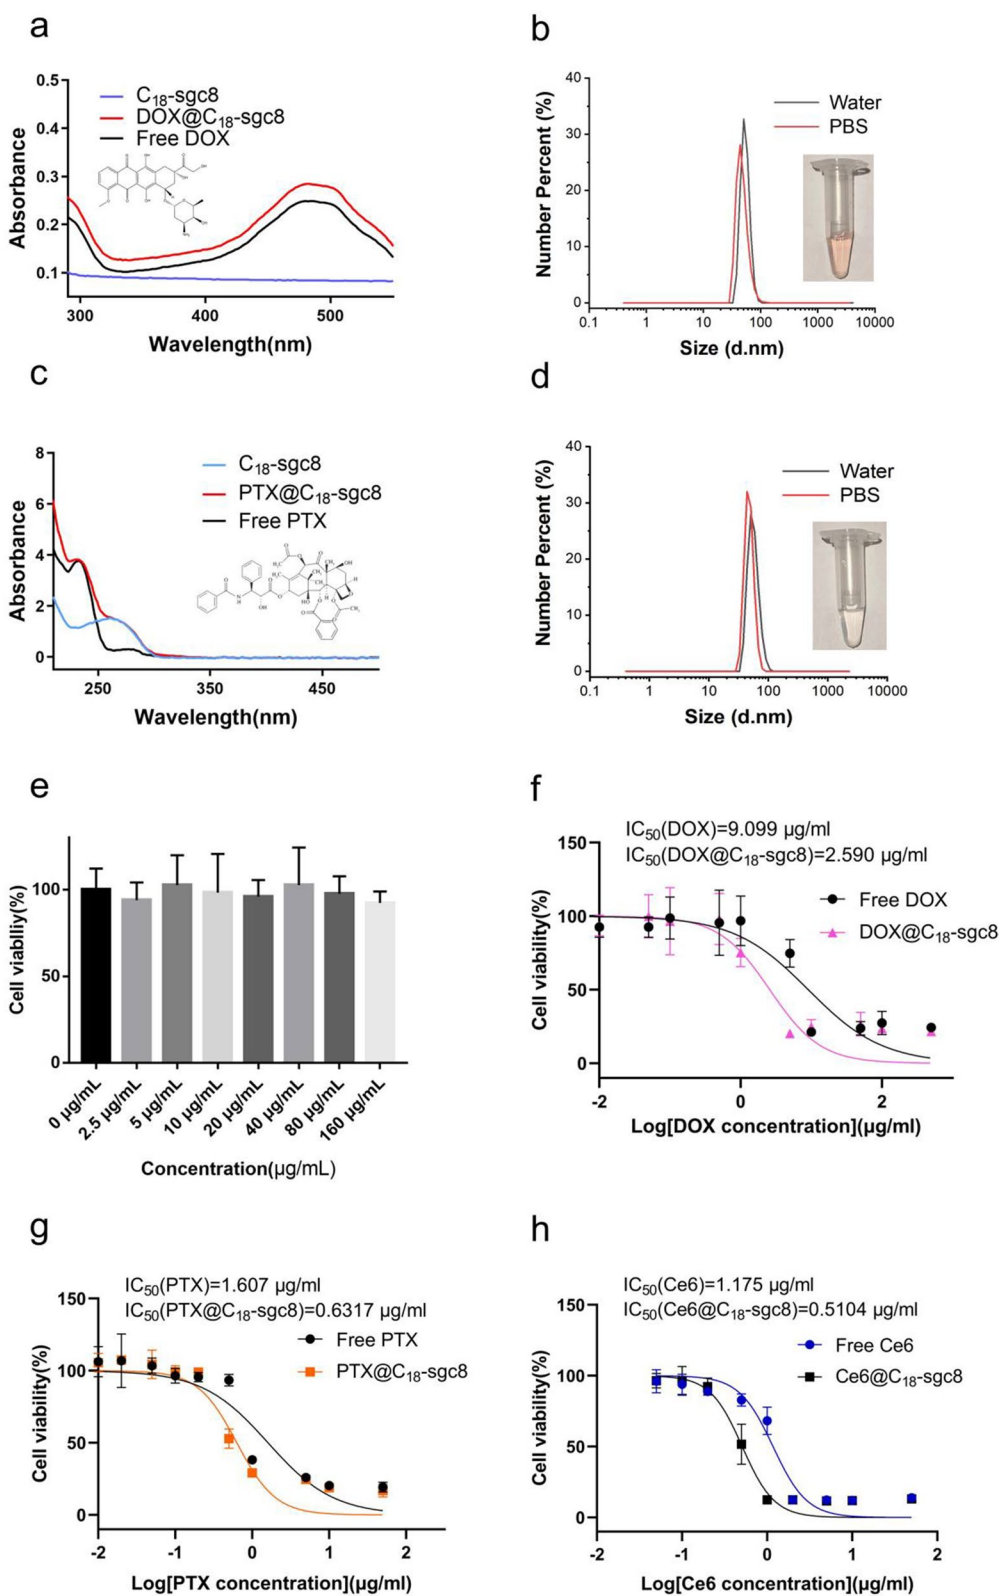 a
0.5
0.4
0.3
0.2
0.1
Absorbance
C18-sgc8
DOX@C18-sgc8
Free DOX
300 400 500
Wavelength(nm)
b
40
30
20
10
0
Number Percent (%)
Water
PBS
0.1 1 10 100 1000 10000
Size (d.nm)
c
8
6
4
2
0
Absorbance
C18-sgc8
PTX@C18-sgc8
Free PTX
250 350 450
Wavelength(nm)
d
40
30
20
10
0
Number Percent (%)
Water
PBS
0.1 1 10 100 1000 10000
Size (d.nm)
e
100
50
0
Cell viability(%)
0 µg/mL
2.5 µg/mL
5 µg/mL
10 µg/mL
20 µg/mL
40 µg/mL
80 µg/mL
160 µg/mL
Concentration(µg/mL)
f
IC50(DOX)=9.099 µg/ml
IC50(DOX@C18-sgc8)=2.590 µg/ml
150
100
50
0
Cell viability(%)
Free DOX
DOX@C18-sgc8
-2 0 2
Log[DOX concentration](µg/ml)
g
IC50(PTX)=1.607 µg/ml
IC50(PTX@C18-sgc8)=0.6317 µg/ml
150
100
50
0
Cell viability(%)
Free PTX
PTX@C18-sgc8
-2 -1 0 1 2
Log[PTX concentration](µg/ml)
h
IC50(Ce6)=1.175 µg/ml
IC50(Ce6@C18-sgc8)=0.5104 µg/ml
150
100
50
0
Cell viability(%)
Free Ce6
Ce6@C18-sgc8
-2 -1 0 1 2
Log[Ce6 concentration](µg/ml)